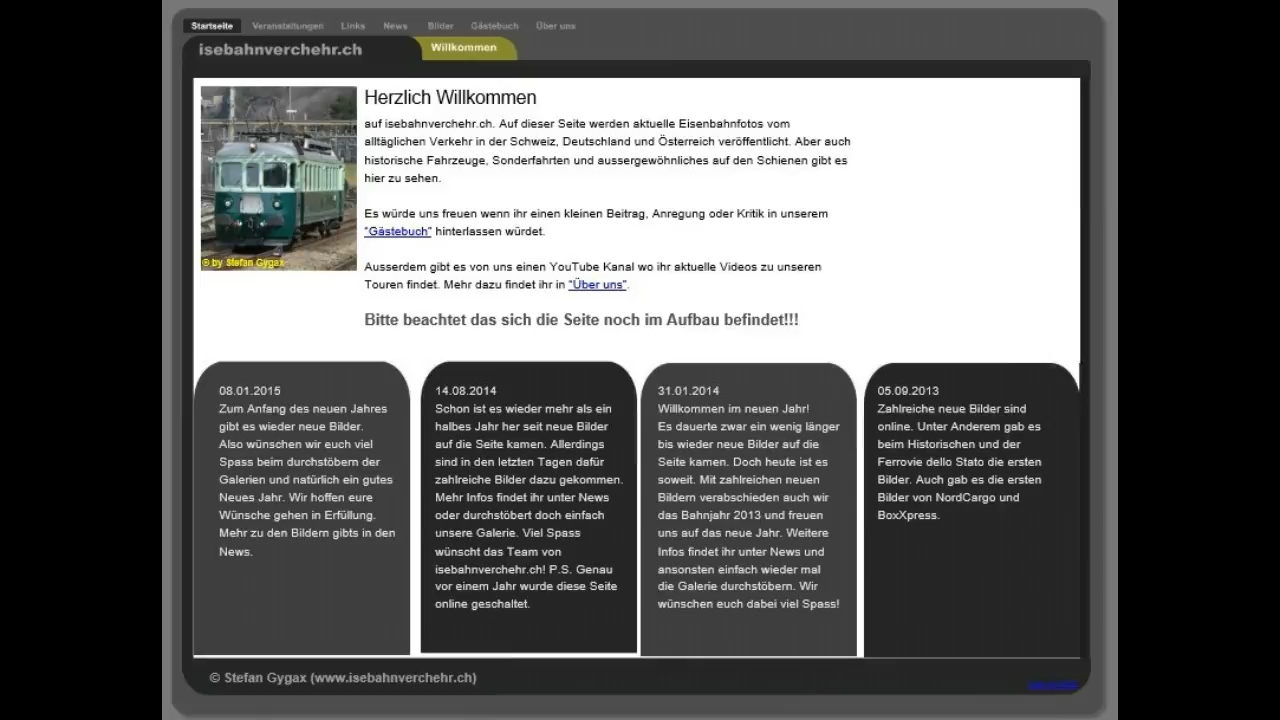 Startseite Veranstaltungen Links News Bilder Gästebuch Über uns
isebahnverchehr.ch Willkommen
Herzlich Willkommen
auf isebahnverchehr.ch. Auf dieser Seite werden aktuelle Eisenbahnfotos vom
alltäglichen Verkehr in der Schweiz, Deutschland und Österreich veröffentlicht. Aber auch
historische Fahrzeuge, Sonderfahrten und aussergewöhnliches auf den Schienen gibt es
hier zu sehen.
Es würde uns freuen wenn ihr einen kleinen Beitrag, Anregung oder Kritik in unserem
"Gästebuch" hinterlassen würdet.
Ausserdem gibt es von uns einen YouTube Kanal wo ihr aktuelle Videos zu unseren
Touren findet. Mehr dazu findet ihr in "Über uns".
Bitte beachtet das sich die Seite noch im Aufbau befindet!!!
© by Stefan Gygax
08.01.2015
Zum Anfang des neuen Jahres
gibt es wieder neue Bilder.
Also wünschen wir euch viel
Spass beim durchstöbern der
Galerien und natürlich ein gutes
Neues Jahr. Wir hoffen eure
Wünsche gehen in Erfüllung.
Mehr zu den Bildern gibts in den
News.
14.08.2014
Schon ist es wieder mehr als ein
halbes Jahr her seit neue Bilder
auf die Seite kamen. Allerdings
sind in den letzten Tagen dafür
zahlreiche Bilder dazu gekommen.
Mehr Infos findet ihr unter News
oder durchstöbert doch einfach
unsere Galerie. Viel Spass
wünscht das Team von
isebahnverchehr.ch! P.S. Genau
vor einem Jahr wurde diese Seite
online geschaltet.
31.01.2014
Willkommen im neuen Jahr!
Es dauerte zwar ein wenig länger
bis wieder neue Bilder auf die
Seite kamen. Doch heute ist es
soweit. Mit zahlreichen neuen
Bildern verabschieden auch wir
das Bahnjahr 2013 und freuen
uns auf das neue Jahr. Weitere
Infos findet ihr unter News und
ansonsten einfach wieder mal
die Galerie durchstöbern. Wir
wünschen euch dabei viel Spass!
05.09.2013
Zahlreiche neue Bilder sind
online. Unter Anderem gab es
beim Historischen und der
Ferrovie dello Stato die ersten
Bilder. Auch gab es die ersten
Bilder von NordCargo und
BoxXpress.
© Stefan Gygax (www.isebahnverchehr.ch)